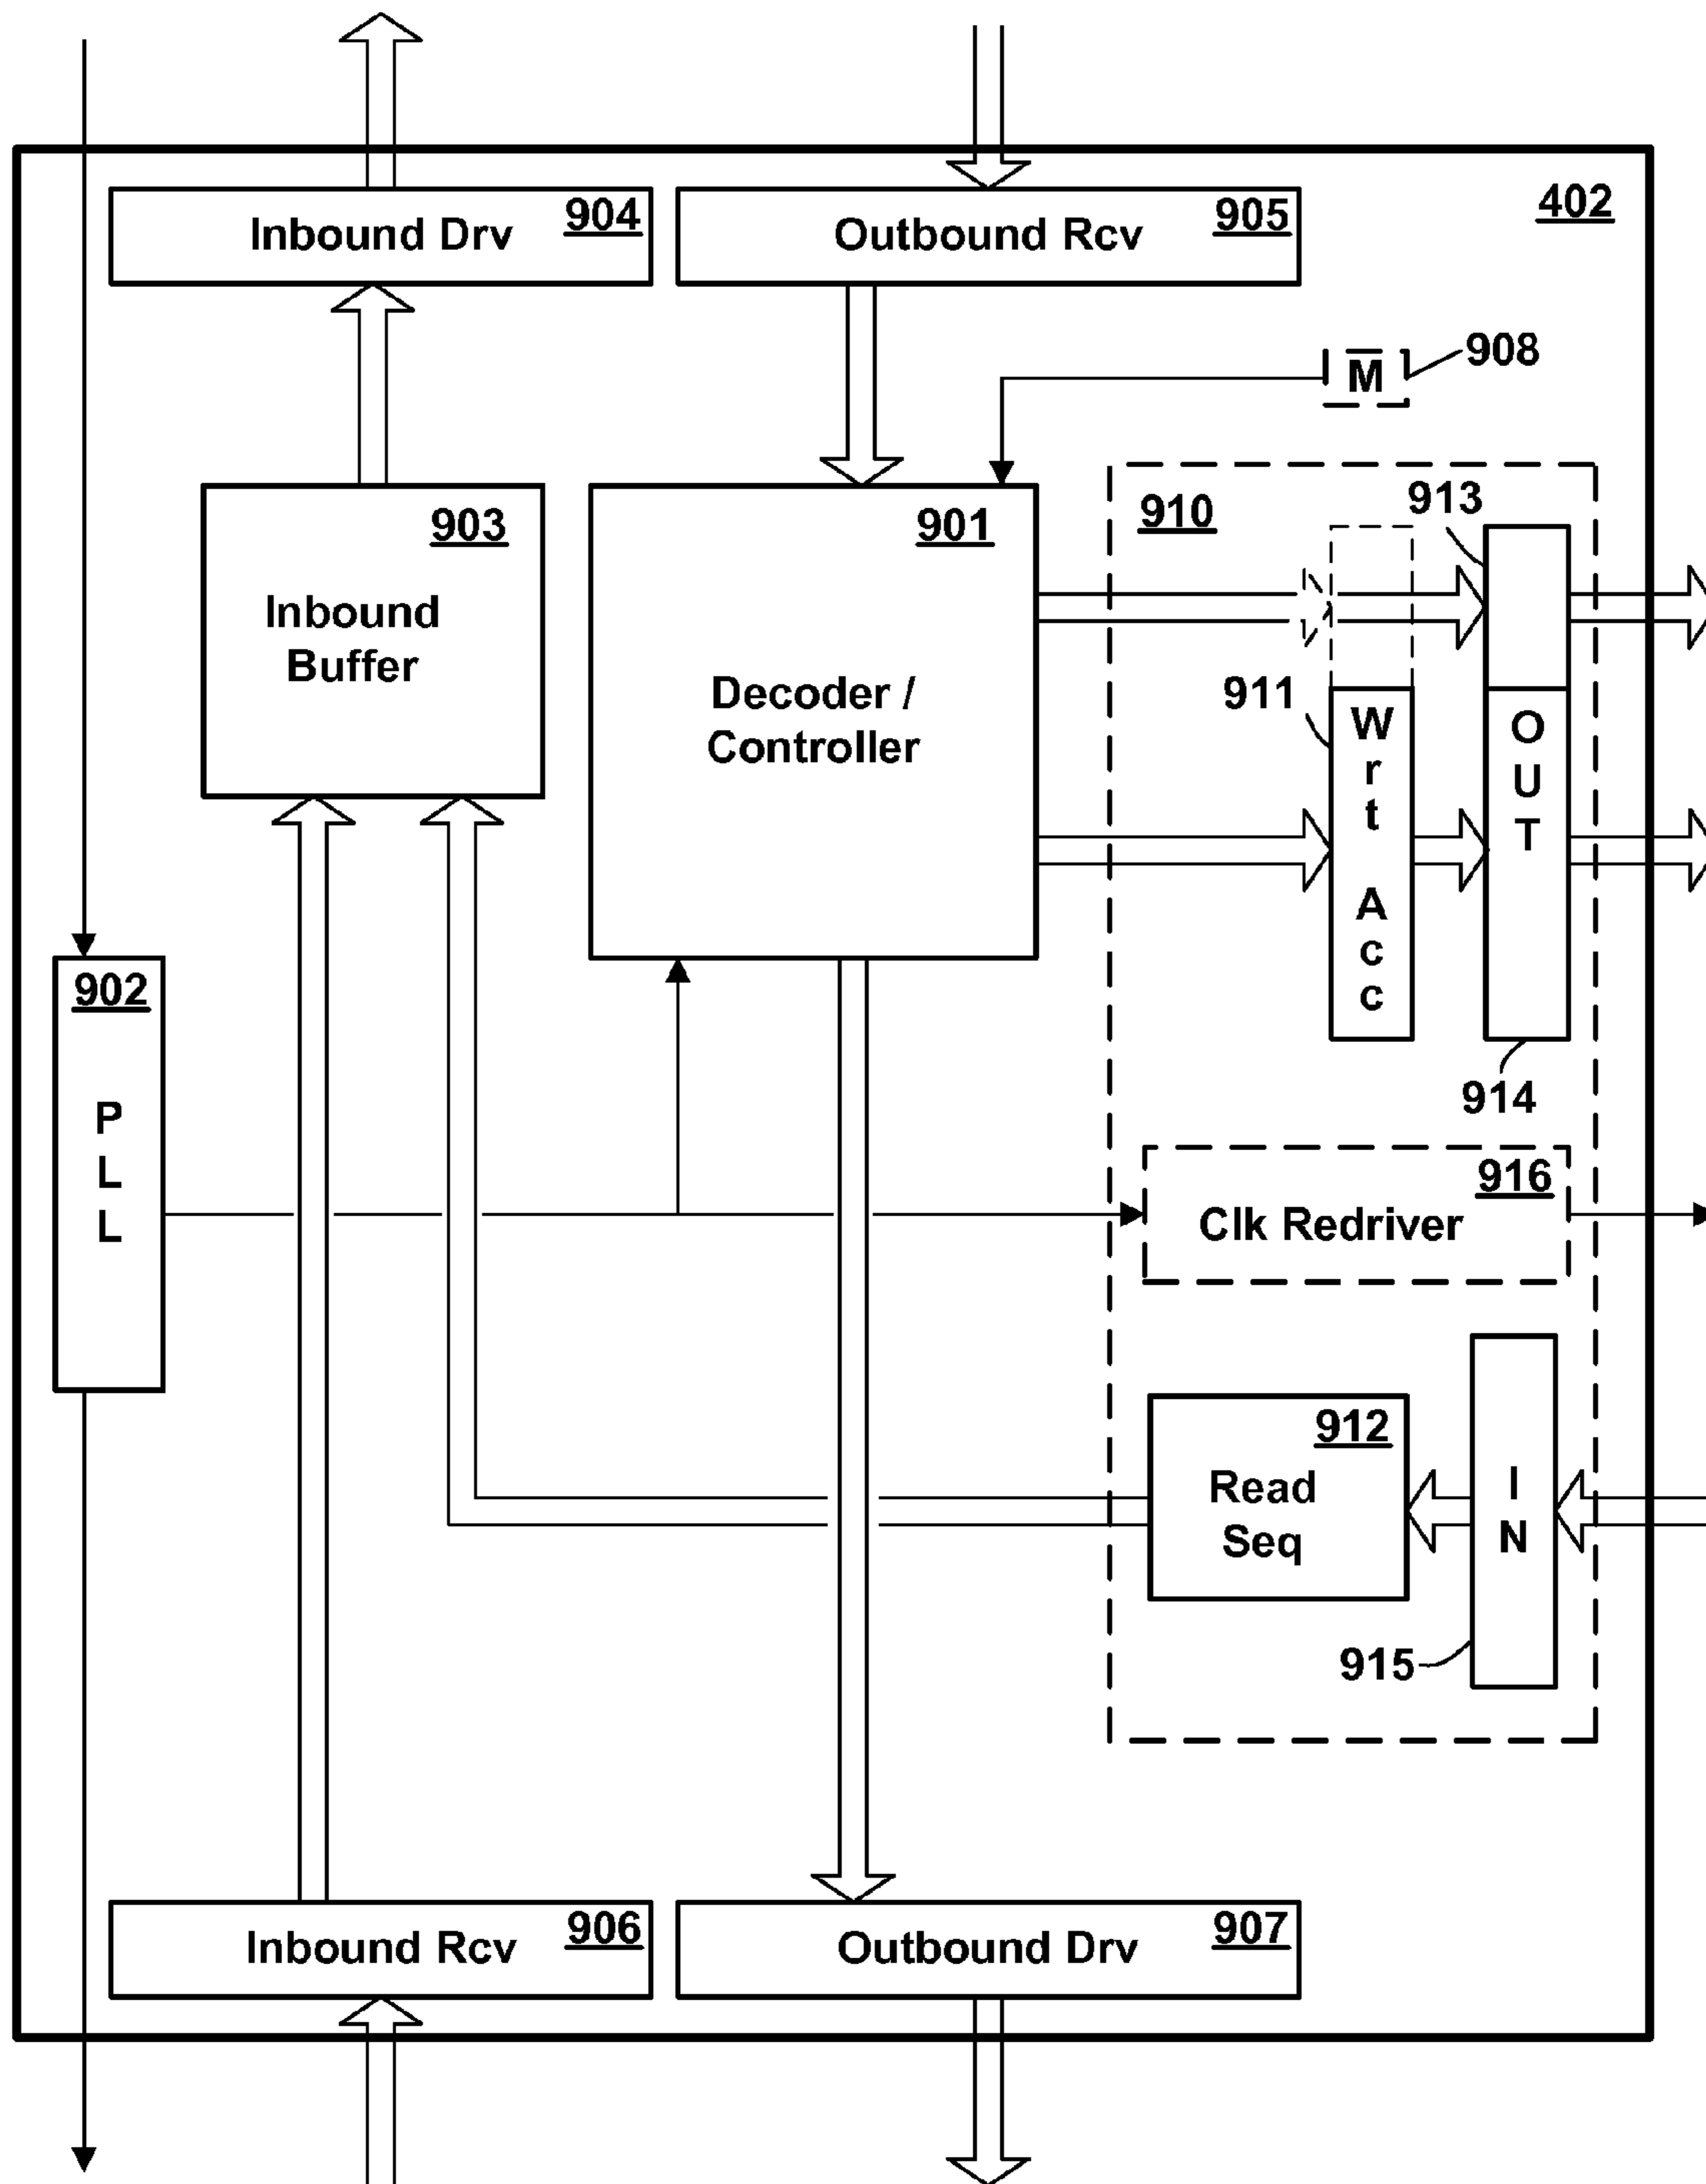 402
904
Inbound Drv
905
Outbound Rcv
M
908
903
Inbound
Buffer
901
Decoder /
Controller
910
913
911
W
r
t
A
c
c
O
U
T
914
902
P
L
L
916
Clk Redriver
912
Read
Seq
I
N
915
906
Inbound Rcv
907
Outbound Drv